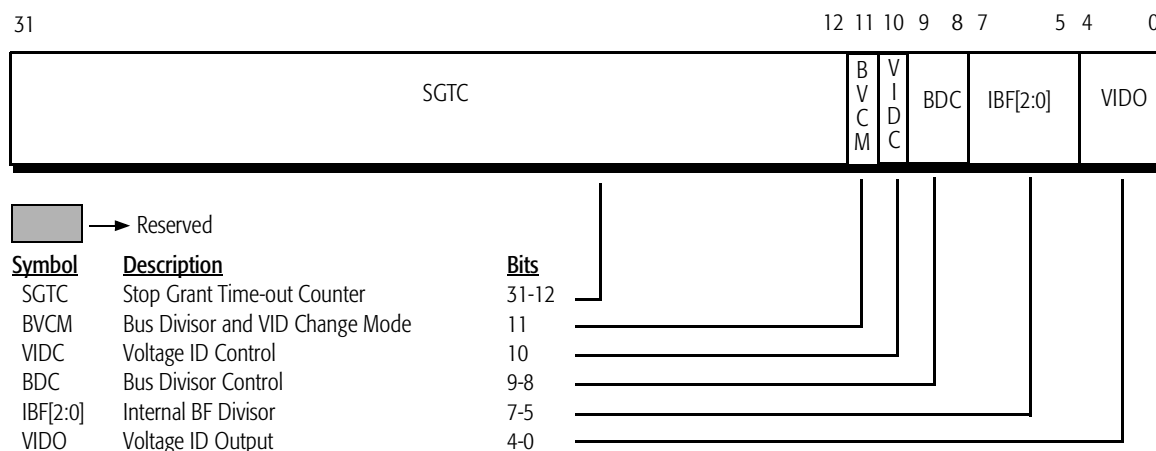 31 12 11 10 9 8 7 5 4 0
SGTC BVCM VIDC BDC IBF[2:0] VIDO
Reserved
Symbol Description Bits
SGTC Stop Grant Time-out Counter 31-12
BVCM Bus Divisor and VID Change Mode 11
VIDC Voltage ID Control 10
BDC Bus Divisor Control 9-8
IBF[2:0] Internal BF Divisor 7-5
VIDO Voltage ID Output 4-0